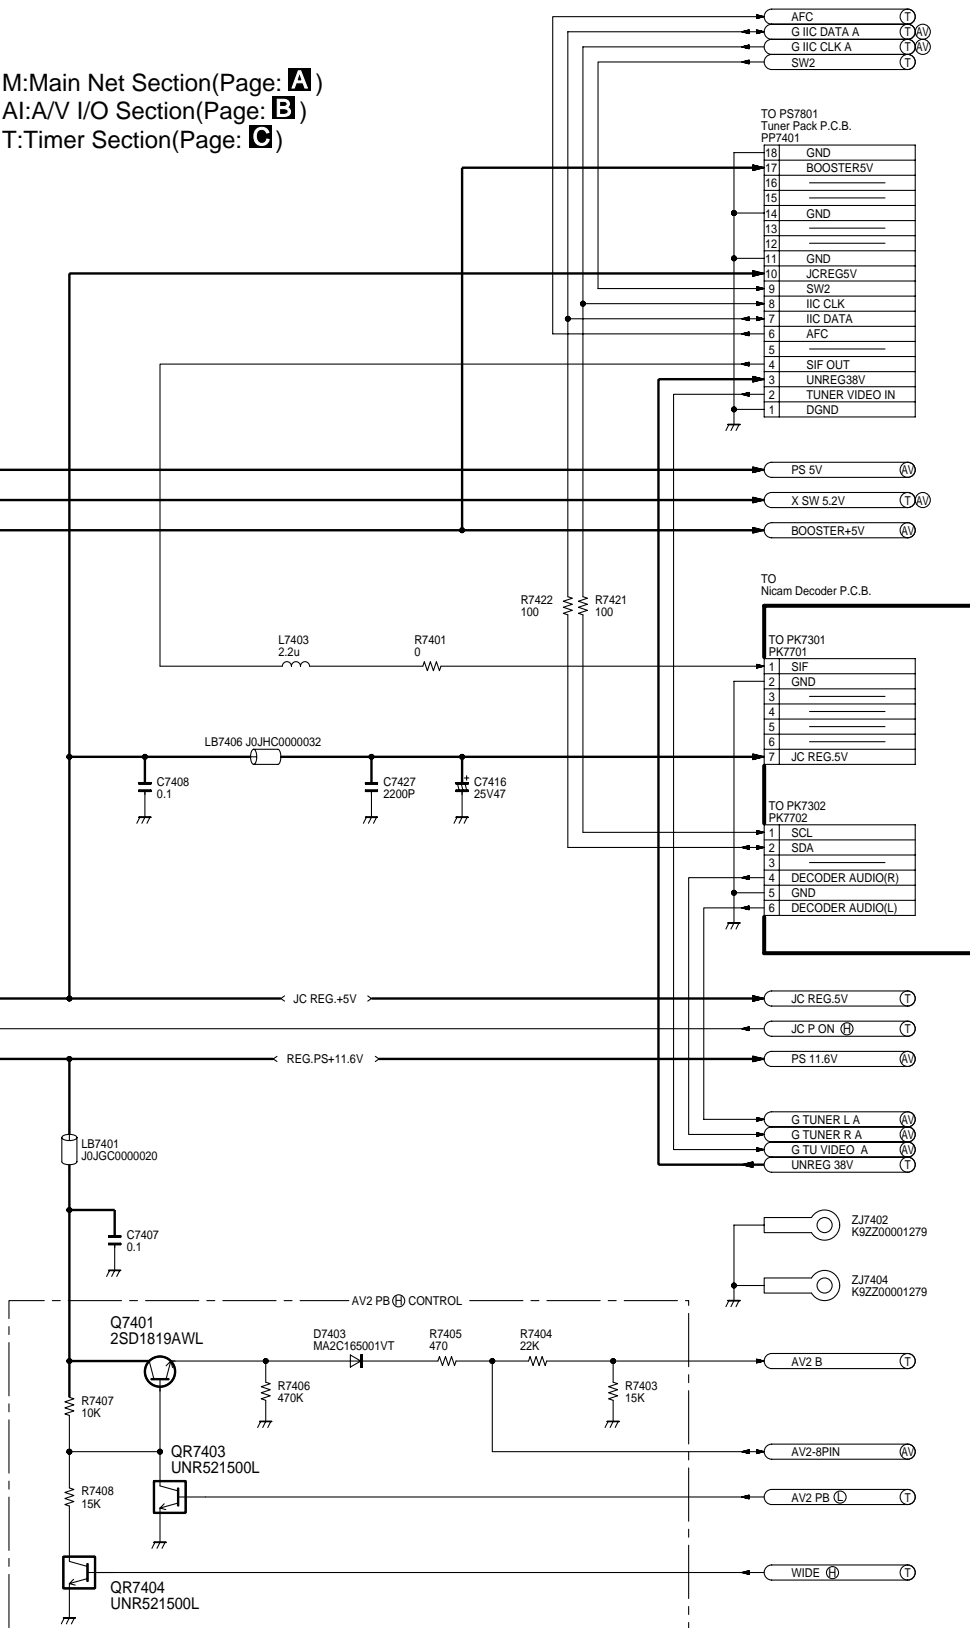 AFC T
G IIC DATA A T AV
G IIC CLK A T AV
SW2 T
M:Main Net Section(Page: A )
AI:A/V I/O Section(Page: B )
T:Timer Section(Page: C )
TO PS7801
Tuner Pack P.C.B.
PP7401
18 GND
17 BOOSTER5V
16
15
14 GND
13
12
11 GND
10 JCREG5V
9 SW2
8 IIC CLK
7 IIC DATA
6 AFC
5
4 SIF OUT
3 UNREG38V
2 TUNER VIDEO IN
1 DGND
PS 5V AV
X SW 5.2V T AV
BOOSTER+5V AV
TO
Nicam Decoder P.C.B.
R7422
100
R7421
100
L7403
2.2u
R7401
0
TO PK7301
PK7701
1 SIF
2 GND
3
4
5
6
7 JC REG.5V
LB7406 J0JHC0000032
C7408
0.1
C7427
2200P
+
C7416
25V47
TO PK7302
PK7702
1 SCL
2 SDA
3
4 DECODER AUDIO(R)
5 GND
6 DECODER AUDIO(L)
JC REG.+5V
JC REG.5V T
JC P ON H T
REG.PS+11.6V
PS 11.6V AV
G TUNER L A AV
G TUNER R A AV
G TU VIDEO A AV
UNREG 38V T
LB7401
J0JGC0000020
C7407
0.1
ZJ7402
K9ZZ00001279
ZJ7404
K9ZZ00001279
AV2 PB H CONTROL
Q7401
2SD1819AWL
D7403
MA2C165001VT
R7405
470
R7404
22K
AV2 B T
R7406
470K
R7403
15K
R7407
10K
QR7403
UNR521500L
AV2-8PIN AV
R7408
15K
AV2 PB L T
QR7404
UNR521500L
WIDE H T